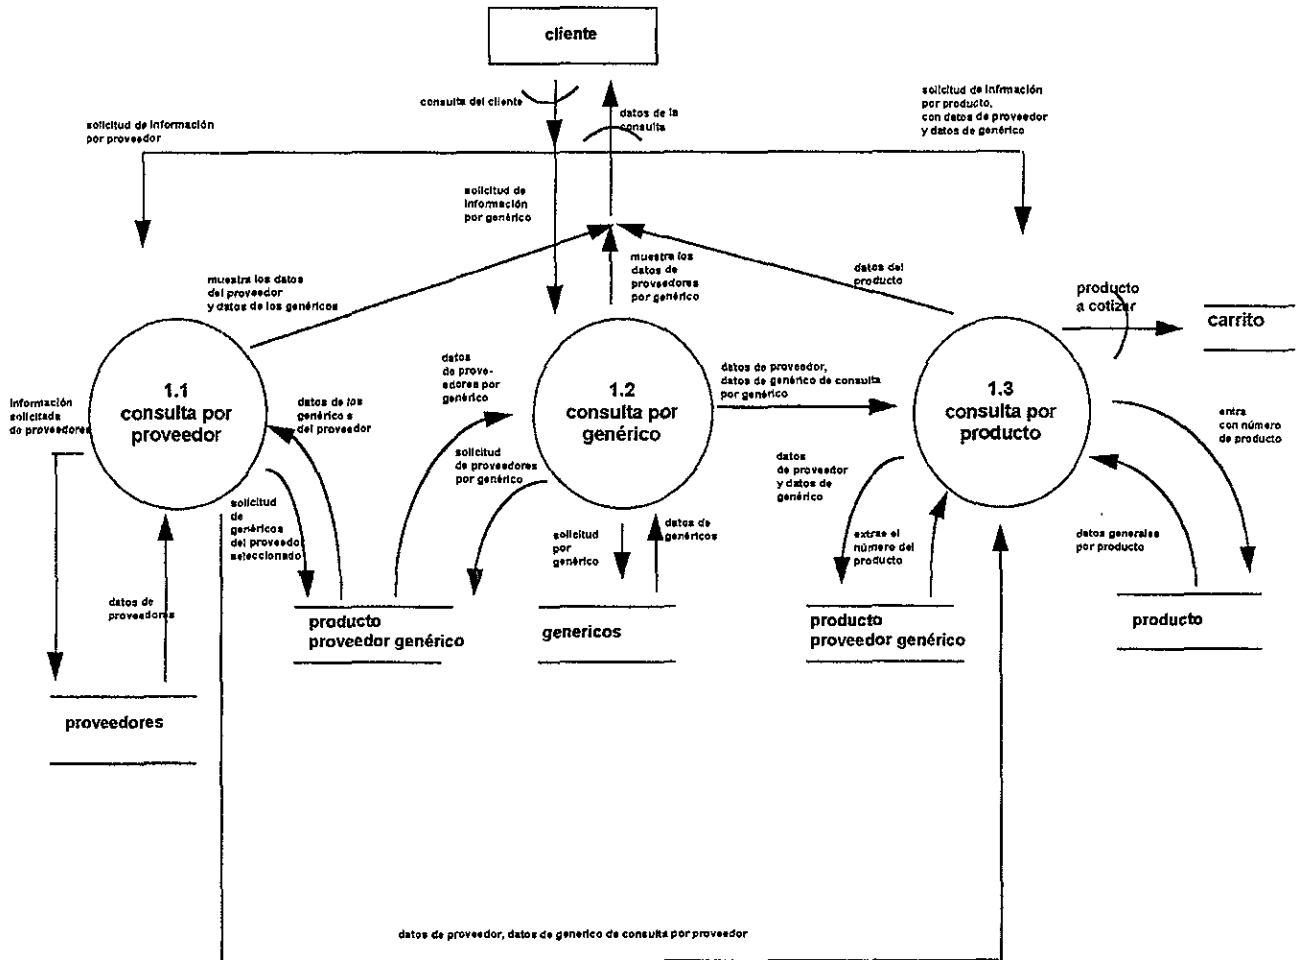 cliente
consulta del cliente
datos de la
consulta
solicitud de infrmación
por producto,
con datos de proveedor
y datos de genérico
solicitud de información
por proveedor
solicitud de
información
por genérico
muestra los datos
del proveedor
y datos de los genéricos
muestra los
datos de
proveedores
por genérico
datos del
producto
producto
a cotizar
carrito
1.1
consulta por
proveedor
información
solicitada
de proveedores
datos de los
genérico s
del proveedor
datos
de prove-
edores por
genérico
1.2
consulta por
genérico
datos de proveedor,
datos de genérico de consulta
por genérico
1.3
consulta por
producto
entra
con número
de producto
solicitud
de proveedores
por genérico
datos
de proveedor
y datos de
genérico
solicitud
de
genéricos
del proveedor
seleccionado
solicitud
por
genérico
datos de
genéricos
extrae el
número del
producto
datos generales
por producto
datos de
proveedores
producto
proveedor genérico
genericos
producto
proveedor genérico
producto
proveedores
datos de proveedor, datos de generico de consulta por proveedor